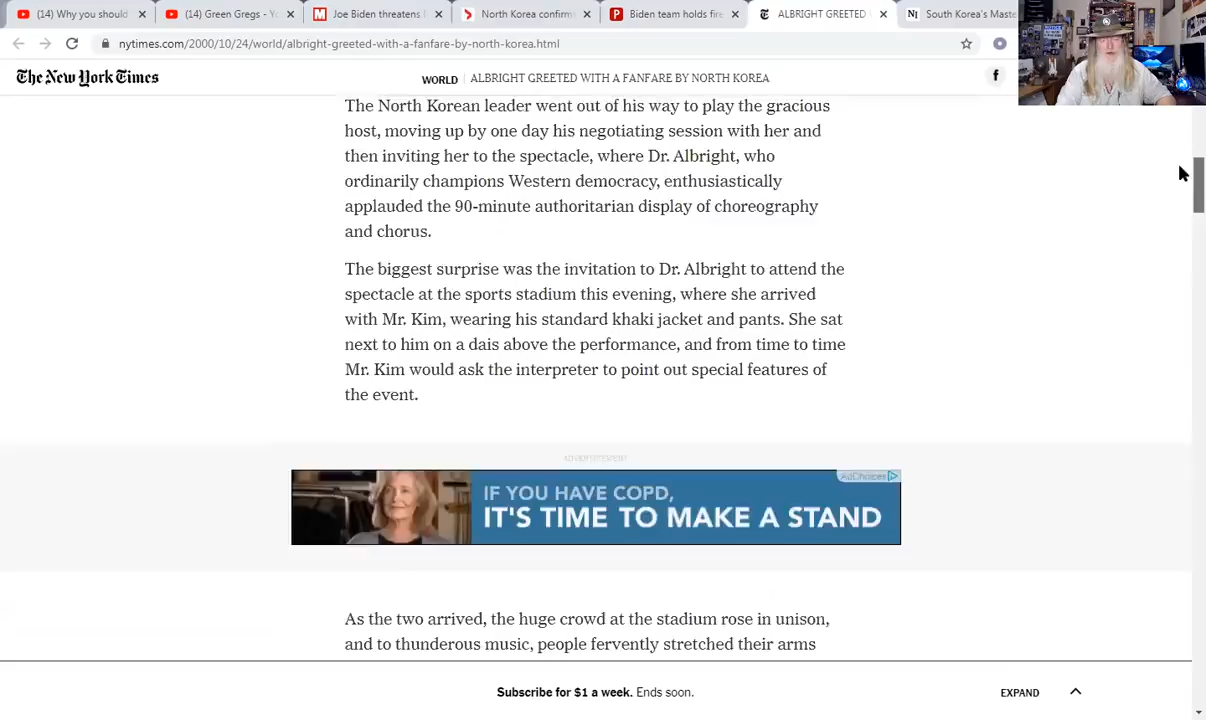 (14) Why you should
(14) Green Gregs - Yo
Joe Biden threatens l
North Korea confirm
Biden team holds fire
ALBRIGHT GREETED
South Korea's Maste
nytimes.com/2000/10/24/world/albright-greeted-with-a-fanfare-by-north-korea.html
The New York Times
WORLD | ALBRIGHT GREETED WITH A FANFARE BY NORTH KOREA
The North Korean leader went out of his way to play the gracious
host, moving up by one day his negotiating session with her and
then inviting her to the spectacle, where Dr. Albright, who
ordinarily champions Western democracy, enthusiastically
applauded the 90-minute authoritarian display of choreography
and chorus.
The biggest surprise was the invitation to Dr. Albright to attend the
spectacle at the sports stadium this evening, where she arrived
with Mr. Kim, wearing his standard khaki jacket and pants. She sat
next to him on a dais above the performance, and from time to time
Mr. Kim would ask the interpreter to point out special features of
the event.
ADVERTISEMENT
AdChoices
IF YOU HAVE COPD,
IT'S TIME TO MAKE A STAND
As the two arrived, the huge crowd at the stadium rose in unison,
and to thunderous music, people fervently stretched their arms
Subscribe for $1 a week. Ends soon.
EXPAND